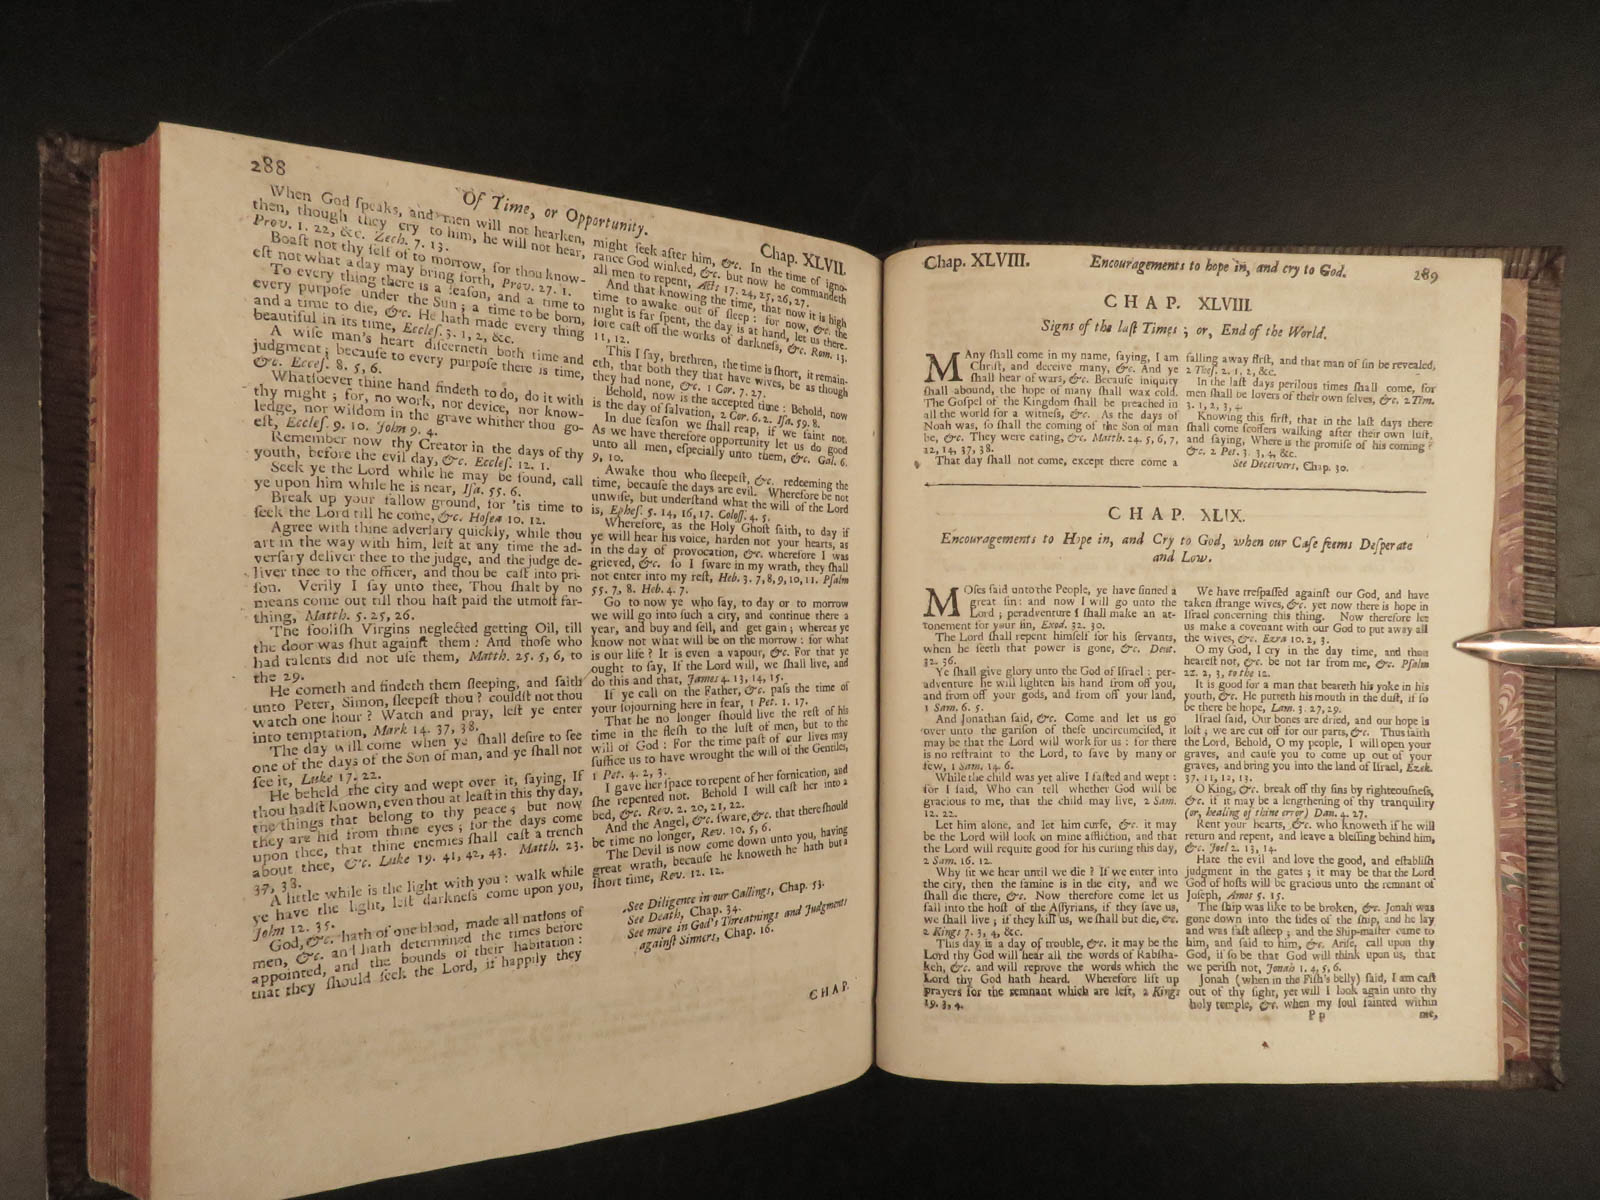 288
Of Time, or Opportunity.
Chap. XLVII.
When God ſpeaks, and men will not hearken,
then, though they cry to him, he will not hear,
Prov. 1. 22, &c. Zech. 7. 13.
Boaſt not thy ſelf of to morrow, for thou know-
eſt not what a day may bring forth, Prov. 27. 1.
To every thing there is a ſeaſon, and a time to
every purpoſe under the Sun; a time to be born,
and a time to die, &c. He hath made every thing
beautiful in its time, Eccleſ. 3. 1, 2, &c.
A wiſe man's heart diſcerneth both time and
judgment; becauſe to every purpoſe there is time,
&c. Eccleſ. 8. 5, 6.
Whatſoever thine hand findeth to do, do it with
thy might; for, no work, nor device, nor know-
ledge, nor wiſdom in the grave whither thou go-
eſt, Eccleſ. 9. 10. John 9. 4.
Remember now thy Creator in the days of thy
youth, before the evil day, &c. Eccleſ. 12. 1.
Seek ye the Lord while he may be found, call
ye upon him while he is near, Iſa. 55. 6.
Break up your fallow ground, for 'tis time to
ſeek the Lord till he come, &c. Hoſea 10. 12.
Agree with thine adverſary quickly, while thou
art in the way with him, leſt at any time the ad-
verſary deliver thee to the judge, and the judge de-
liver thee to the officer, and thou be caſt into pri-
ſon. Verily I ſay unto thee, Thou ſhalt by no
means come out till thou haſt paid the utmoſt far-
thing, Matth. 5. 25, 26.
The fooliſh Virgins neglected getting Oil, till
the door was ſhut againſt them: And thoſe who
had talents did not uſe them, Matth. 25. 5, 6, to
the 29.
He cometh and findeth them ſleeping, and ſaith
unto Peter, Simon, ſleepeſt thou? couldſt not thou
watch one hour? Watch and pray, leſt ye enter
into temptation, Mark 14. 37, 38.
The day will come when ye ſhall deſire to ſee
one of the days of the Son of man, and ye ſhall not
ſee it, Luke 17. 22.
He beheld the city and wept over it, ſaying, If
thou hadſt known, even thou at leaſt in this thy day,
the things that belong to thy peace; but now
they are hid from thine eyes; for the days come
upon thee, that thine enemies ſhall caſt a trench
about thee, &c. Luke 19. 41, 42, 43. Matth. 23.
37, 38.
A little while is the light with you: walk while
ye have the light, leſt darkneſs come upon you,
John 12. 35.
God, &c. hath of one blood, made all nations of
men, &c. and hath determined the times before
appointed, and the bounds of their habitation:
that they ſhould ſeek the Lord, if happily they
might ſeek after him, &c. In the time of igno-
rance God winked, &c. but now he commandeth
all men to repent, Acts 17. 24, 25, 26, 27.
And that knowing the time, that now it is high
time to awake out of ſleep: for now, &c. the
night is far ſpent, the day is at hand, let us there-
fore caſt off the works of darkneſs, &c. Rom. 13.
11, 12.
This I ſay, brethren, the time is ſhort, it remain-
eth, that both they that have wives, be as though
they had none, &c. 1 Cor. 7. 27.
Behold, now is the accepted time: Behold, now
is the day of ſalvation, 2 Cor. 6. 2. Iſa. 59. 8.
In due ſeaſon we ſhall reap, if we faint not.
As we have therefore opportunity let us do good
unto all men, eſpecially unto them, &c. Gal. 6.
9, 10.
Awake thou who ſleepeſt, &c. redeeming the
time, becauſe the days are evil. Wherefore be not
unwiſe, but underſtand what the will of the Lord
is, Epheſ. 5. 14, 16, 17. Coloſſ. 4. 5.
Wherefore, as the Holy Ghoſt ſaith, to day if
ye will hear his voice, harden not your hearts, as
in the day of provocation, &c. wherefore I was
grieved, &c. ſo I ſware in my wrath, they ſhall
not enter into my reſt, Heb. 3. 7, 8, 9, 10, 11. Pſalm
55. 7, 8. Heb. 4. 7.
Go to now ye who ſay, to day or to morrow
we will go into ſuch a city, and continue there a
year, and buy and ſell, and get gain; whereas ye
know not what will be on the morrow: for what
is our life? It is even a vapour, &c. For that ye
ought to ſay, If the Lord will, we ſhall live, and
do this and that, James 4. 13, 14, 15.
If ye call on the Father, &c. paſs the time of
your ſojourning here in fear, 1 Pet. 1. 17.
That he no longer ſhould live the reſt of his
time in the fleſh to the luſt of men, but to the
will of God: For the time paſt of our lives may
ſuffice us to have wrought the will of the Gentiles,
1 Pet. 4. 2, 3.
I gave her ſpace to repent of her fornication, and
ſhe repented not. Behold I will caſt her into a
bed, &c. Rev. 2. 20, 21, 22.
And the Angel, &c. ſware, &c. that there ſhould
be time no longer, Rev. 10. 5, 6.
The Devil is now come down unto you, having
great wrath, becauſe he knoweth he hath but a
ſhort time, Rev. 12. 12.
See Diligence in our Callings, Chap. 53.
See Death, Chap. 34.
See more in God's Threatnings and Judgments
againſt Sinners, Chap. 16.
CHAP.
Chap. XLVIII.
Encouragements to hope in, and cry to God.
289
CHAP. XLVIII.
Signs of the laſt Times; or, End of the World.
MAny ſhall come in my name, ſaying, I am
Chriſt, and deceive many, &c. And ye
ſhall hear of wars, &c. Becauſe iniquity
ſhall abound, the hope of many ſhall wax cold.
The Goſpel of the Kingdom ſhall be preached in
all the world for a witneſs, &c. As the days of
Noah was, ſo ſhall the coming of the Son of man
be, &c. They were eating, &c. Matth. 24. 5, 6, 7,
12, 14, 37, 38.
That day ſhall not come, except there come a
falling away firſt, and that man of ſin be revealed,
2 Theſ. 2. 1, 2, &c.
In the laſt days perilous times ſhall come, for
men ſhall be lovers of their own ſelves, &c. 2 Tim.
3. 1, 2, 3, 4.
Knowing this firſt, that in the laſt days there
ſhall come ſcoffers walking after their own luſt,
and ſaying, Where is the promiſe of his coming?
&c. 2 Pet. 3. 3, 4, &c.
See Deceivers, Chap. 30.
CHAP. XLIX.
Encouragements to Hope in, and Cry to God, when our Caſe ſeems Deſperate
and Low.
MOſes ſaid unto the People, ye have ſinned a
great ſin: and now I will go unto the
Lord; peradventure I ſhall make an at-
tonement for your ſin, Exod. 32. 30.
The Lord ſhall repent himſelf for his ſervants,
when he ſeeth that power is gone, &c. Deut.
32. 36.
Ye ſhall give glory unto the God of Iſrael: per-
adventure he will lighten his hand from off you,
and from off your gods, and from off your land,
1 Sam. 6. 5.
And Jonathan ſaid, &c. Come and let us go
over unto the gariſon of theſe uncircumciſed, it
may be that the Lord will work for us: for there
is no reſtraint to the Lord, to ſave by many or
few, 1 Sam. 14. 6.
While the child was yet alive I faſted and wept:
for I ſaid, Who can tell whether God will be
gracious to me, that the child may live, 2 Sam.
12. 22.
Let him alone, and let him curſe, &c. it may
be the Lord will look on mine affliction, and that
the Lord will requite good for his curſing this day,
2 Sam. 16. 12.
Why ſit we hear until we die? If we enter into
the city, then the famine is in the city, and we
ſhall die there, &c. Now therefore come let us
fall into the hoſt of the Aſſyrians, if they ſave us,
we ſhall live; if they kill us, we ſhall but die, &c.
2 Kings 7. 3, 4, &c.
This day is a day of trouble, &c. it may be the
Lord thy God will hear all the words of Rabſha-
keh, &c. and will reprove the words which the
Lord thy God hath heard. Wherefore lift up
prayers for the remnant which are left, 2 Kings
19. 3, 4.
We have treſpaſſed againſt our God, and have
taken ſtrange wives, &c. yet now there is hope in
Iſrael concerning this thing. Now therefore let
us make a covenant with our God to put away all
the wives, &c. Ezra 10. 2, 3.
O my God, I cry in the day time, and thou
heareſt not, &c. be not far from me, &c. Pſalm
22. 2, 3, to the 12.
It is good for a man that beareth his yoke in his
youth, &c. He putteth his mouth in the duſt, if ſo
be there be hope, Lam. 3. 27, 29.
Iſrael ſaid, Our bones are dried, and our hope is
loſt; we are cut off for our parts, &c. Thus ſaith
the Lord, Behold, O my people, I will open your
graves, and cauſe you to come up out of your
graves, and bring you into the land of Iſrael, Ezek.
37. 11, 12, 13.
O King, &c. break off thy ſins by righteouſneſs,
&c. if it may be a lengthening of thy tranquility
(or, healing of thine error) Dan. 4. 27.
Rent your hearts, &c. who knoweth if he will
return and repent, and leave a bleſſing behind him,
&c. Joel 2. 13, 14.
Hate the evil and love the good, and eſtabliſh
judgment in the gates; it may be that the Lord
God of hoſts will be gracious unto the remnant of
Joſeph, Amos 5. 15.
The ſhip was like to be broken, &c. Jonah was
gone down into the ſides of the ſhip, and he lay
and was faſt aſleep; and the Ship-maſter came to
him, and ſaid to him, &c. Ariſe, call upon thy
God, if ſo be that God will think upon us, that
we periſh not, Jonah 1. 4, 5, 6.
Jonah (when in the Fiſh's belly) ſaid, I am caſt
out of thy ſight, yet will I look again unto thy
holy temple, &c. when my ſoul fainted within
Pp
me,